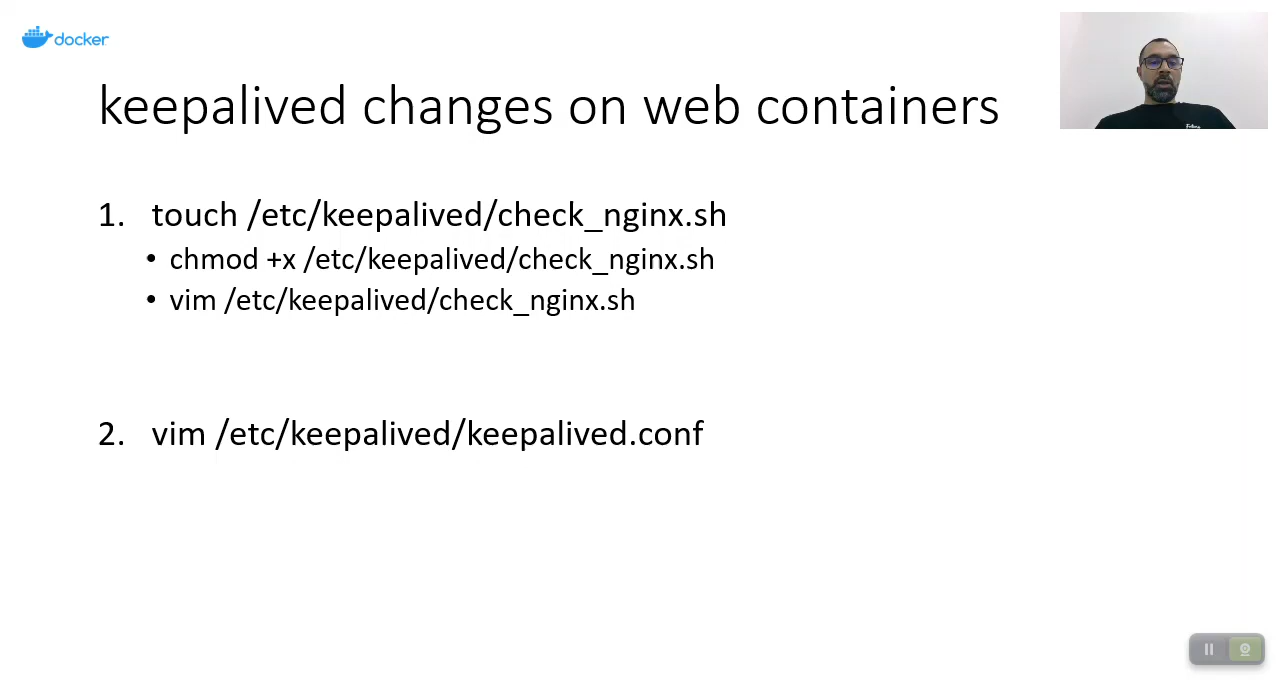 docker
keepalived changes on web containers
1. touch /etc/keepalived/check_nginx.sh
• chmod +x /etc/keepalived/check_nginx.sh
• vim /etc/keepalived/check_nginx.sh
2. vim /etc/keepalived/keepalived.conf